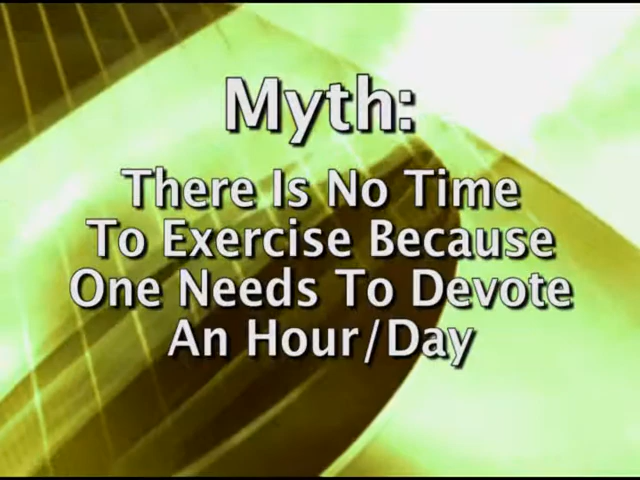 Myth:
There Is No Time
To Exercise Because
One Needs To Devote
An Hour/Day